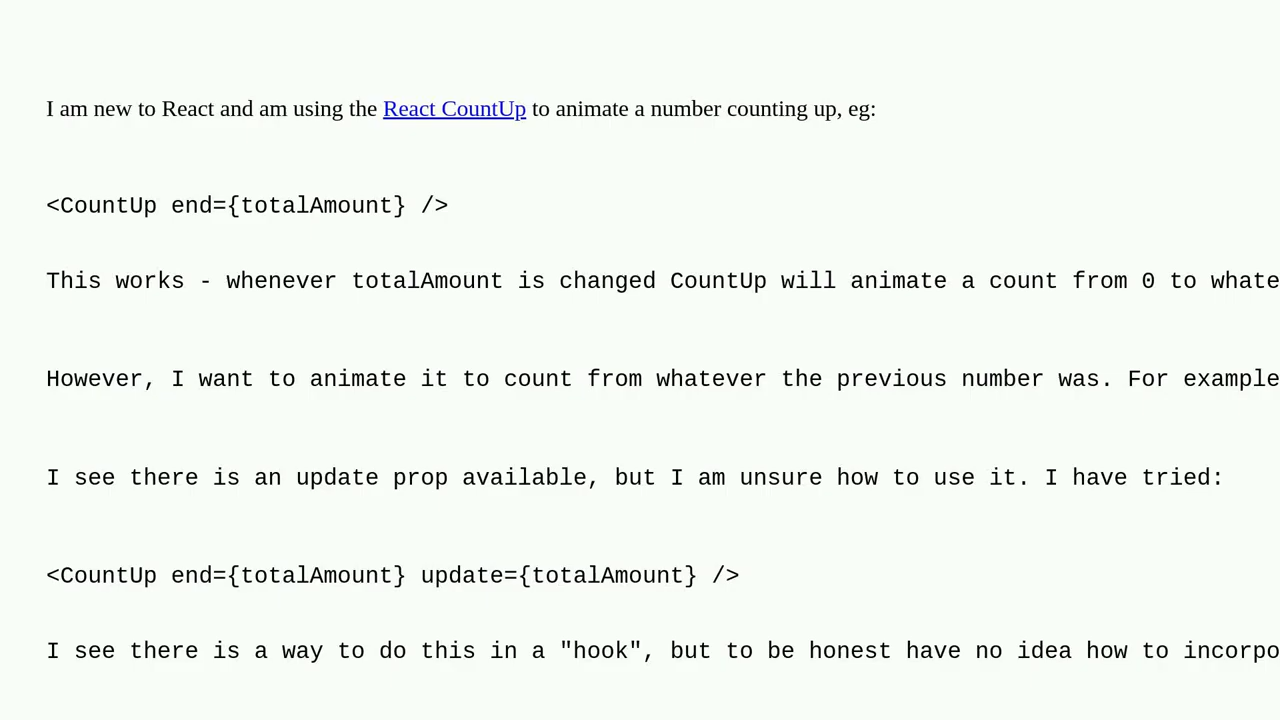 I am new to React and am using the React CountUp to animate a number counting up, eg:
<CountUp end={totalAmount} />
This works - whenever totalAmount is changed CountUp will animate a count from 0 to whate
However, I want to animate it to count from whatever the previous number was. For example
I see there is an update prop available, but I am unsure how to use it. I have tried:
<CountUp end={totalAmount} update={totalAmount} />
I see there is a way to do this in a "hook", but to be honest have no idea how to incorpo